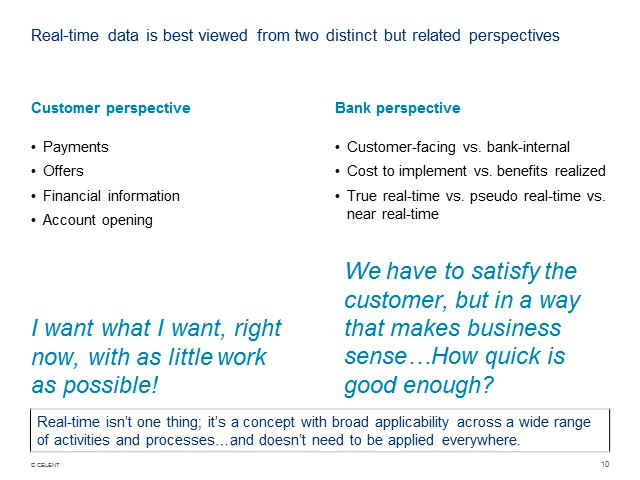 Real-time data is best viewed from two distinct but related perspectives
Customer perspective
• Payments
• Offers
• Financial information
• Account opening
I want what I want, right
now, with as little work
as possible!
Bank perspective
• Customer-facing vs. bank-internal
• Cost to implement vs. benefits realized
• True real-time vs. pseudo real-time vs.
near real-time
We have to satisfy the
customer, but in a way
that makes business
sense…How quick is
good enough?
Real-time isn't one thing; it's a concept with broad applicability across a wide range
of activities and processes…and doesn't need to be applied everywhere.
© CELENT
10